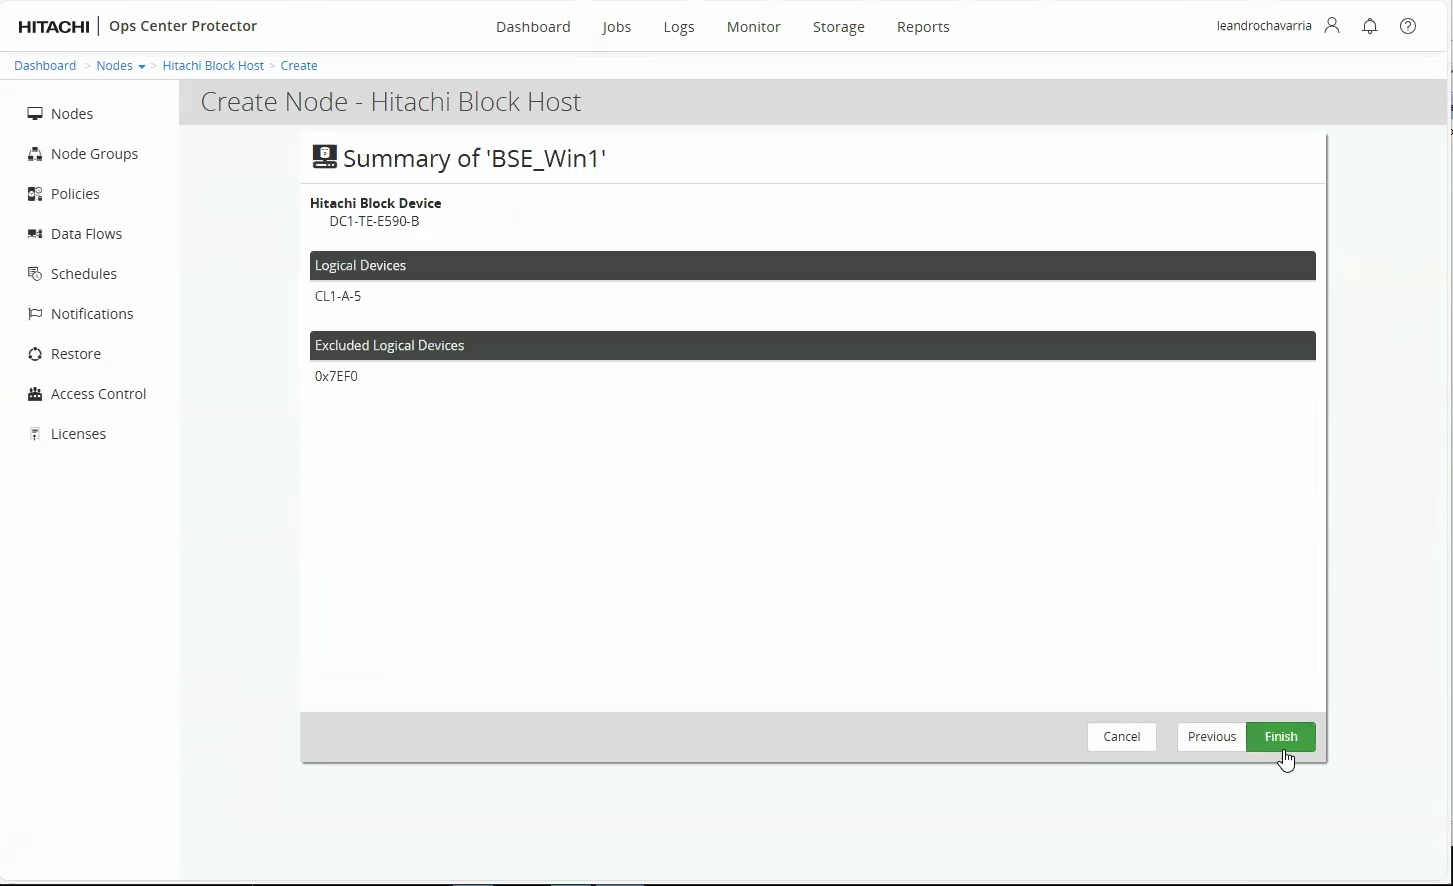 HITACHI | Ops Center Protector
Dashboard Jobs Logs Monitor Storage Reports
leandrochavarria
Dashboard > Nodes > Hitachi Block Host > Create
Nodes
Node Groups
Policies
Data Flows
Schedules
Notifications
Restore
Access Control
Licenses
Create Node - Hitachi Block Host
Summary of 'BSE_Win1'
Hitachi Block Device
DC1-TE-E590-B
Logical Devices
CL1-A-5
Excluded Logical Devices
0x7EF0
Cancel Previous Finish